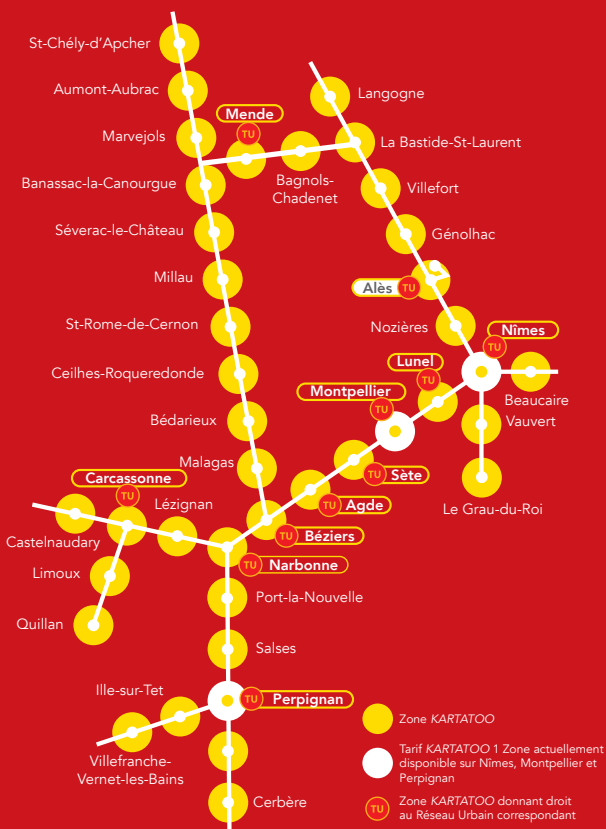 St-Chély-d'Apcher
Aumont-Aubrac
Langogne
Mende
TU
Marvejols
La Bastide-St-Laurent
Banassac-la-Canourgue
Bagnols-
Chadenet
Villefort
Séverac-le-Château
Génolhac
Millau
Alès TU
St-Rome-de-Cernon
Nozières
Nîmes
TU
Lunel
TU
Ceilhes-Roqueredonde
Montpellier
TU
Beaucaire
Vauvert
Bédarieux
Malagas
TU Sète
Carcassonne
TU
Lézignan
TU Agde
Le Grau-du-Roi
TU Béziers
Castelnaudary
TU Narbonne
Limoux
Port-la-Nouvelle
Quillan
Salses
Ille-sur-Tet
TU Perpignan
Zone KARTATOO
Villefranche-
Vernet-les-Bains
Tarif KARTATOO 1 Zone actuellement
disponible sur Nîmes, Montpellier et
Perpignan
Cerbère
TU
Zone KARTATOO donnant droit
au Réseau Urbain correspondant